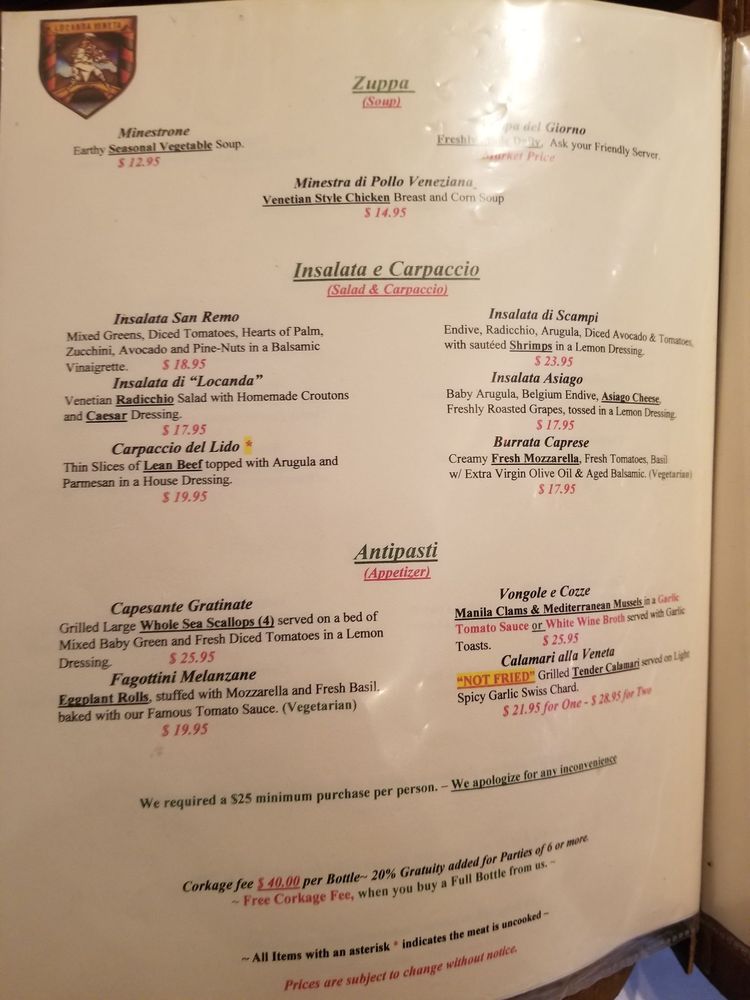 LOCANDA VENETA
Zuppa
(Soup)
Minestrone
Earthy Seasonal Vegetable Soup.
$ 12.95
del Giorno
Freshly Daily, Ask your Friendly Server.
Market Price
Minestra di Pollo Veneziana
Venetian Style Chicken Breast and Corn Soup
$ 14.95
Insalata e Carpaccio
(Salad & Carpaccio)
Insalata San Remo
Mixed Greens, Diced Tomatoes, Hearts of Palm,
Zucchini, Avocado and Pine-Nuts in a Balsamic
Vinaigrette. $ 18.95
Insalata di “Locanda”
Venetian Radicchio Salad with Homemade Croutons
and Caesar Dressing.
$ 17.95
Carpaccio del Lido *
Thin Slices of Lean Beef topped with Arugula and
Parmesan in a House Dressing.
$ 19.95
Insalata di Scampi
Endive, Radicchio, Arugula, Diced Avocado & Tomatoes,
with sautéed Shrimps in a Lemon Dressing.
$ 23.95
Insalata Asiago
Baby Arugula, Belgium Endive, Asiago Cheese,
Freshly Roasted Grapes, tossed in a Lemon Dressing.
$ 17.95
Burrata Caprese
Creamy Fresh Mozzarella, Fresh Tomatoes, Basil
w/ Extra Virgin Olive Oil & Aged Balsamic. (Vegetarian)
$ 17.95
Antipasti
(Appetizer)
Capesante Gratinate
Grilled Large Whole Sea Scallops (4) served on a bed of
Mixed Baby Green and Fresh Diced Tomatoes in a Lemon
Dressing. $ 25.95
Fagottini Melanzane
Eggplant Rolls, stuffed with Mozzarella and Fresh Basil,
baked with our Famous Tomato Sauce. (Vegetarian)
$ 19.95
Vongole e Cozze
Manila Clams & Mediterranean Mussels in a Garlic
Tomato Sauce or White Wine Broth served with Garlic
Toasts. $ 25.95
Calamari alla Veneta
“NOT FRIED” Grilled Tender Calamari served on Light
Spicy Garlic Swiss Chard.
$ 21.95 for One - $ 28.95 for Two
We required a $25 minimum purchase per person. – We apologize for any inconvenience
Corkage fee $ 40.00 per Bottle~ 20% Gratuity added for Parties of 6 or more.
~ Free Corkage Fee, when you buy a Full Bottle from us. ~
~ All Items with an asterisk * indicates the meat is uncooked ~
Prices are subject to change without notice.